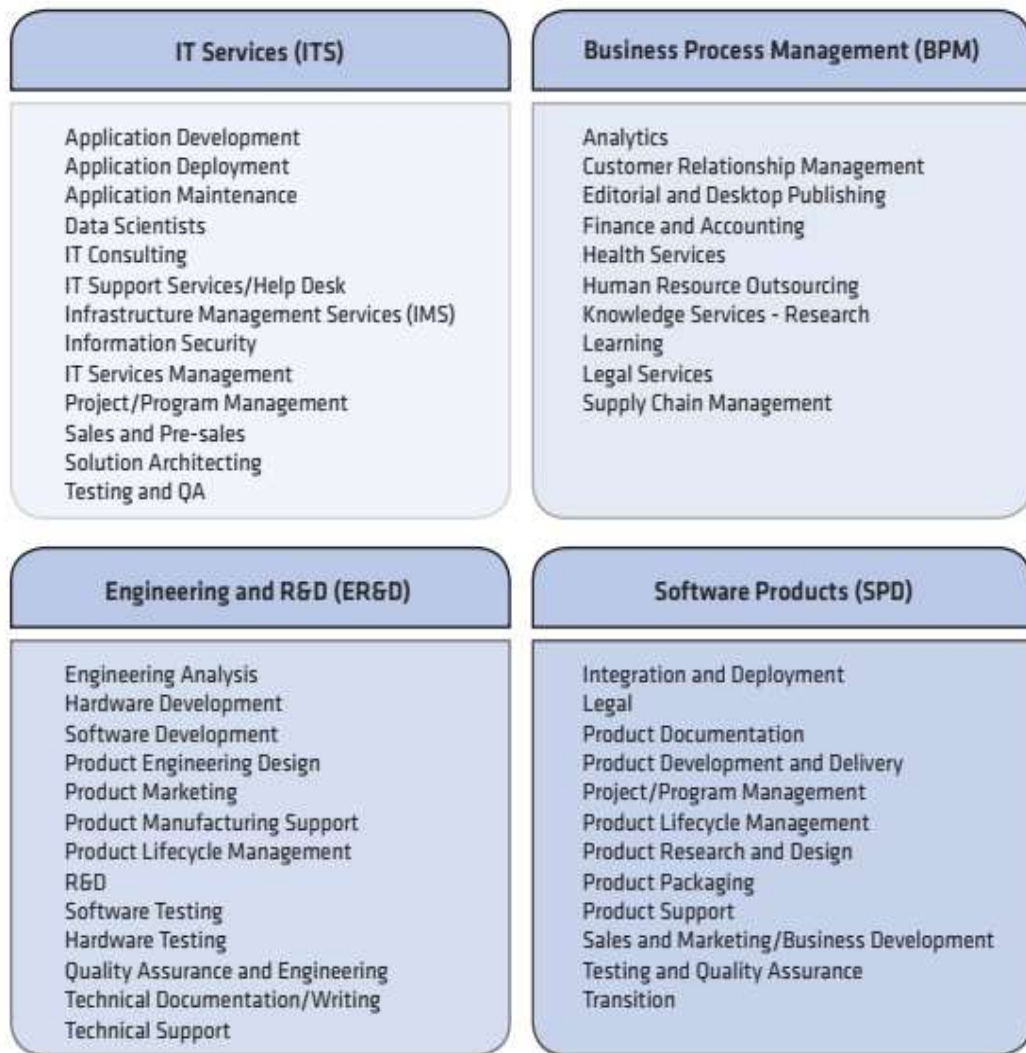 IT Services (ITS)
Application Development
Application Deployment
Application Maintenance
Data Scientists
IT Consulting
IT Support Services/Help Desk
Infrastructure Management Services (IMS)
Information Security
IT Services Management
Project/Program Management
Sales and Pre-sales
Solution Architecting
Testing and QA
Business Process Management (BPM)
Analytics
Customer Relationship Management
Editorial and Desktop Publishing
Finance and Accounting
Health Services
Human Resource Outsourcing
Knowledge Services - Research
Learning
Legal Services
Supply Chain Management
Engineering and R&D (ER&D)
Engineering Analysis
Hardware Development
Software Development
Product Engineering Design
Product Marketing
Product Manufacturing Support
Product Lifecycle Management
R&D
Software Testing
Hardware Testing
Quality Assurance and Engineering
Technical Documentation/Writing
Technical Support
Software Products (SPD)
Integration and Deployment
Legal
Product Documentation
Product Development and Delivery
Project/Program Management
Product Lifecycle Management
Product Research and Design
Product Packaging
Product Support
Sales and Marketing/Business Development
Testing and Quality Assurance
Transition